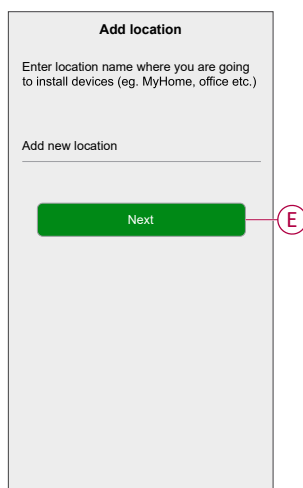 Add location
Enter location name where you are going
to install devices (eg. MyHome, office etc.)
Add new location
Next
E